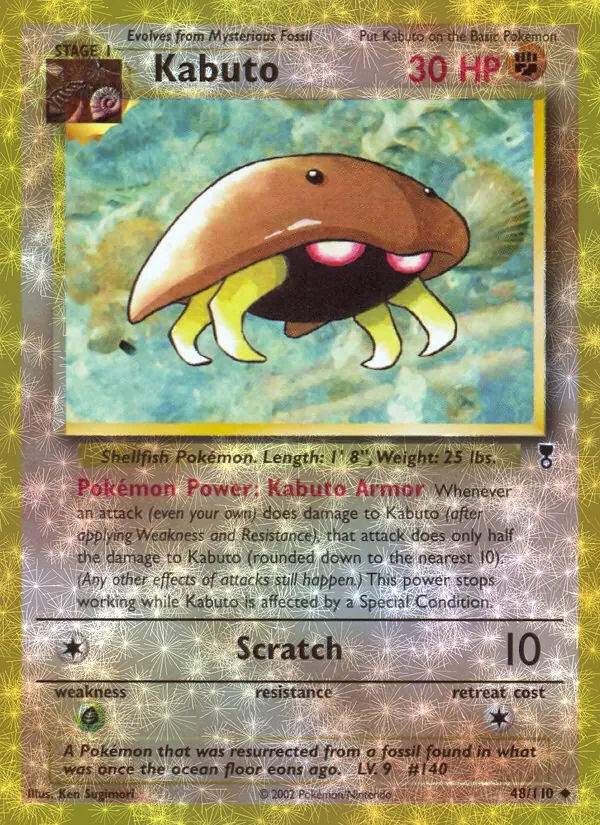 Evolves from Mysterious Fossil Put Kabuto on the Basic Pokemon
STAGE 1
Kabuto 30 HP
Shellfish Pokémon. Length: 1' 8", Weight: 25 lbs.
Pokémon Power: Kabuto Armor Whenever
an attack (even your own) does damage to Kabuto (after
applying Weakness and Resistance), that attack does only half
the damage to Kabuto (rounded down to the nearest 10).
(Any other effects of attacks still happen.) This power stops
working while Kabuto is affected by a Special Condition.
Scratch 10
weakness resistance retreat cost
A Pokémon that was resurrected from a fossil found in what
was once the ocean floor eons ago. LV. 9 #140
Illus. Ken Sugimori © 2002 Pokémon/Nintendo 48/110